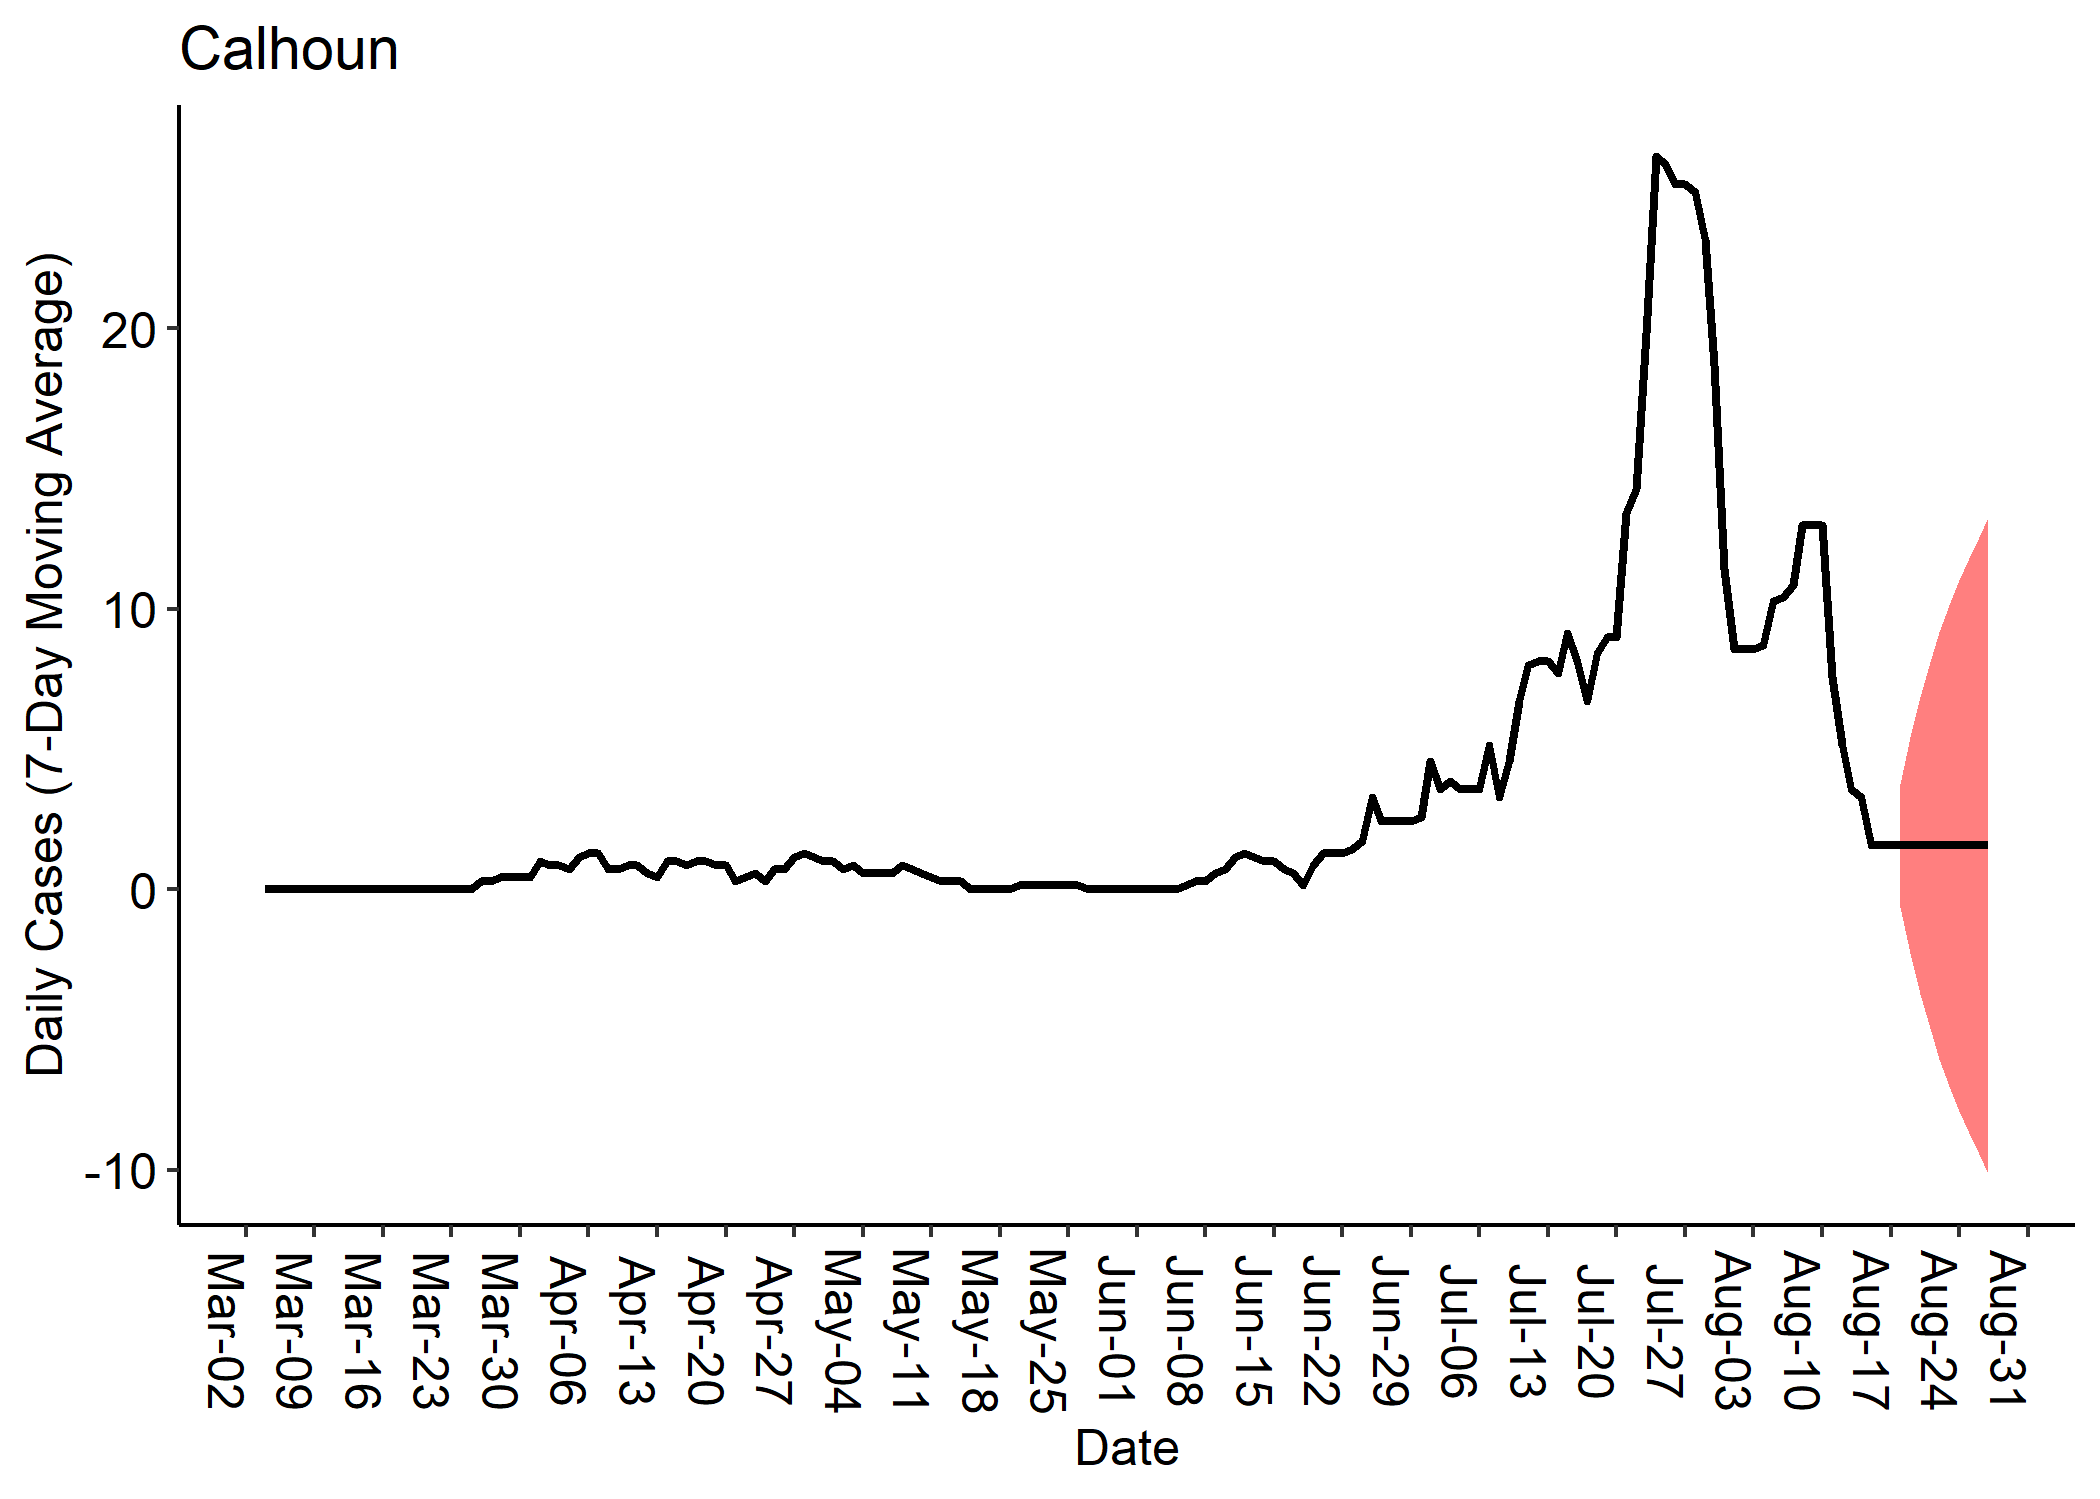 Calhoun
Daily Cases (7-Day Moving Average)
20
10
0
-10
Mar-02
Mar-09
Mar-16
Mar-23
Mar-30
Apr-06
Apr-13
Apr-20
Apr-27
May-04
May-11
May-18
May-25
Jun-01
Jun-08
Jun-15
Jun-22
Jun-29
Jul-06
Jul-13
Jul-20
Jul-27
Aug-03
Aug-10
Aug-17
Aug-24
Aug-31
Date